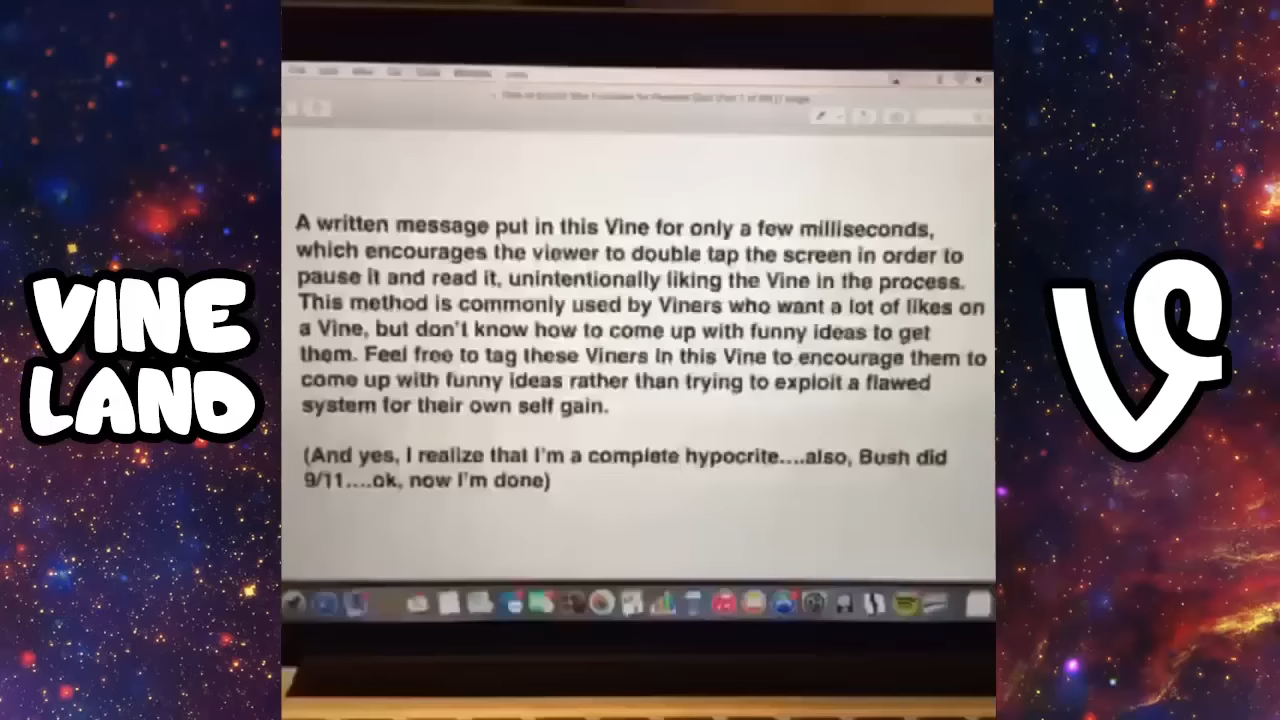 VINE
LAND
A written message put in this Vine for only a few milliseconds,
which encourages the viewer to double tap the screen in order to
pause it and read it, unintentionally liking the Vine in the process.
This method is commonly used by Viners who want a lot of likes on
a Vine, but don't know how to come up with funny ideas to get
them. Feel free to tag these Viners in this Vine to encourage them to
come up with funny ideas rather than trying to exploit a flawed
system for their own self gain.
(And yes, I realize that I'm a complete hypocrite....also, Bush did
9/11....ok, now I'm done)